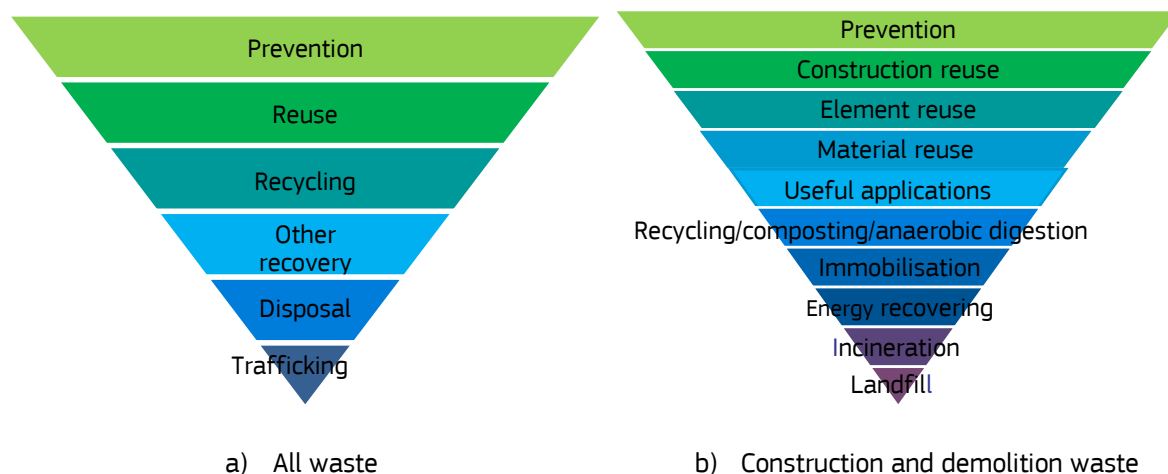 Prevention
Reuse
Recycling
Other
recovery
Disposal
Trafficking
a) All waste
Prevention
Construction reuse
Element reuse
Material reuse
Useful applications
Recycling/composting/anaerobic digestion
Immobilisation
Energy recovering
Incineration
Landfill
b) Construction and demolition waste